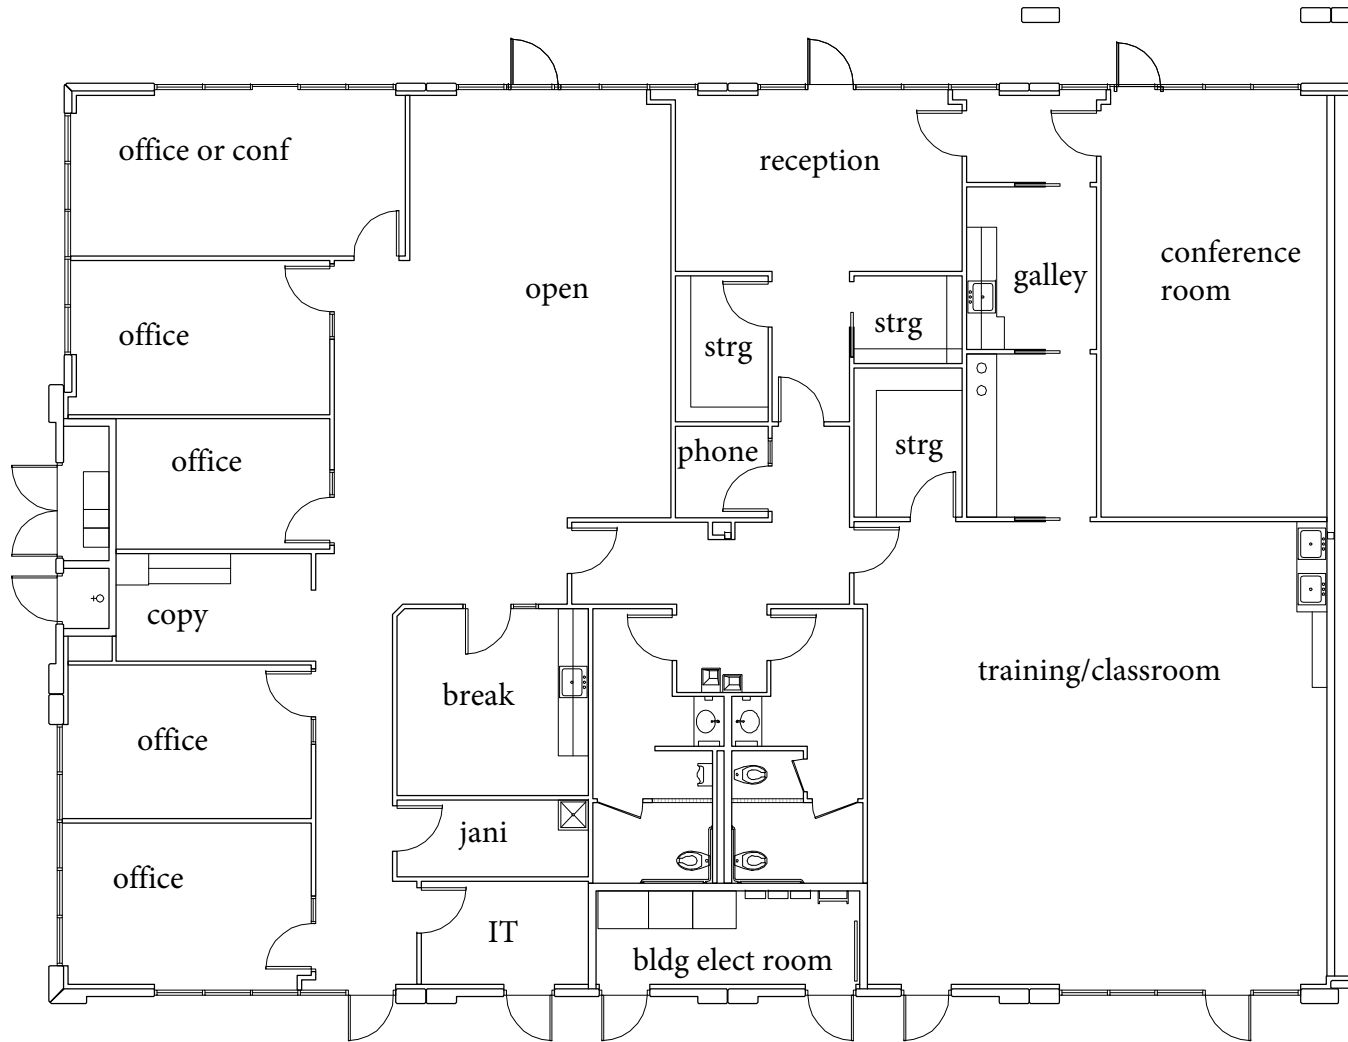 office or conf
reception
conference
room
galley
open
office
strg
strg
office
phone
strg
copy
training/classroom
break
office
jani
office
IT
bldg elect room